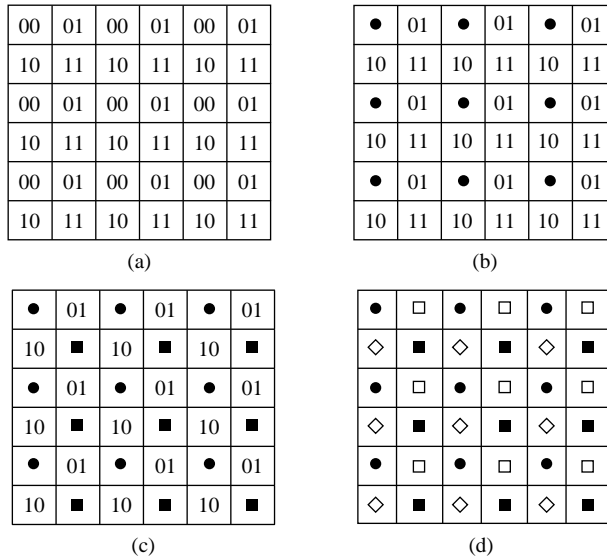 00 01 00 01 00 01
10 11 10 11 10 11
00 01 00 01 00 01
10 11 10 11 10 11
00 01 00 01 00 01
10 11 10 11 10 11
(a)
● 01 ● 01 ● 01
10 11 10 11 10 11
● 01 ● 01 ● 01
10 11 10 11 10 11
● 01 ● 01 ● 01
10 11 10 11 10 11
(b)
● 01 ● 01 ● 01
10 ■ 10 ■ 10 ■
● 01 ● 01 ● 01
10 ■ 10 ■ 10 ■
● 01 ● 01 ● 01
10 ■ 10 ■ 10 ■
(c)
● □ ● □ ● □
◇ ■ ◇ ■ ◇ ■
● □ ● □ ● □
◇ ■ ◇ ■ ◇ ■
● □ ● □ ● □
◇ ■ ◇ ■ ◇ ■
(d)